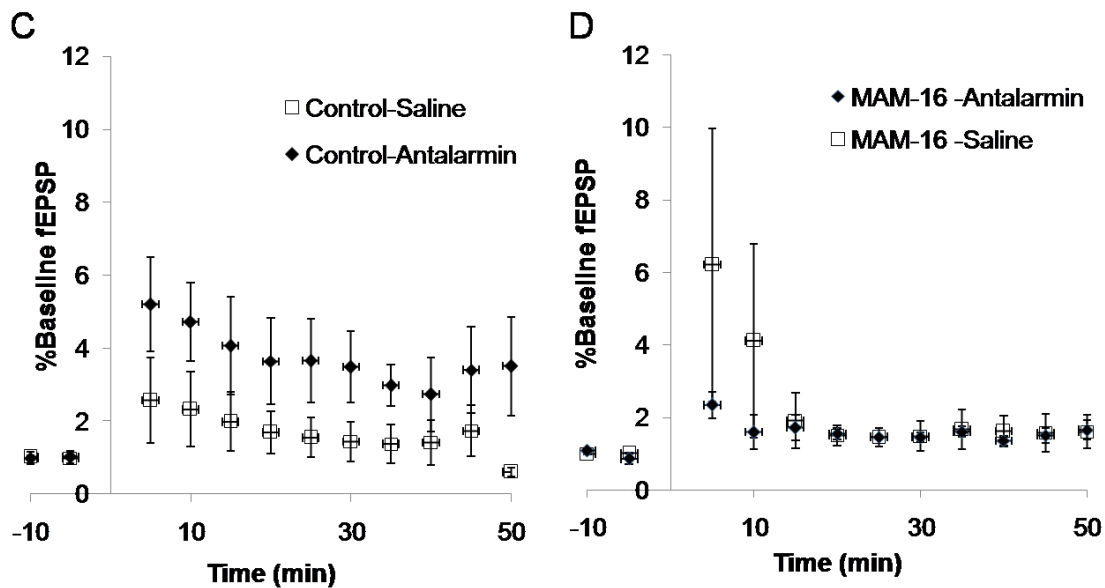 C
12
10
8
6
4
2
0
%Baseline fEPSP
Control-Saline
Control-Antalarmin
-10
10
30
50
Time (min)
D
12
10
8
6
4
2
0
%Baseline fEPSP
MAM-16 -Antalarmin
MAM-16 -Saline
-10
10
30
50
Time (min)